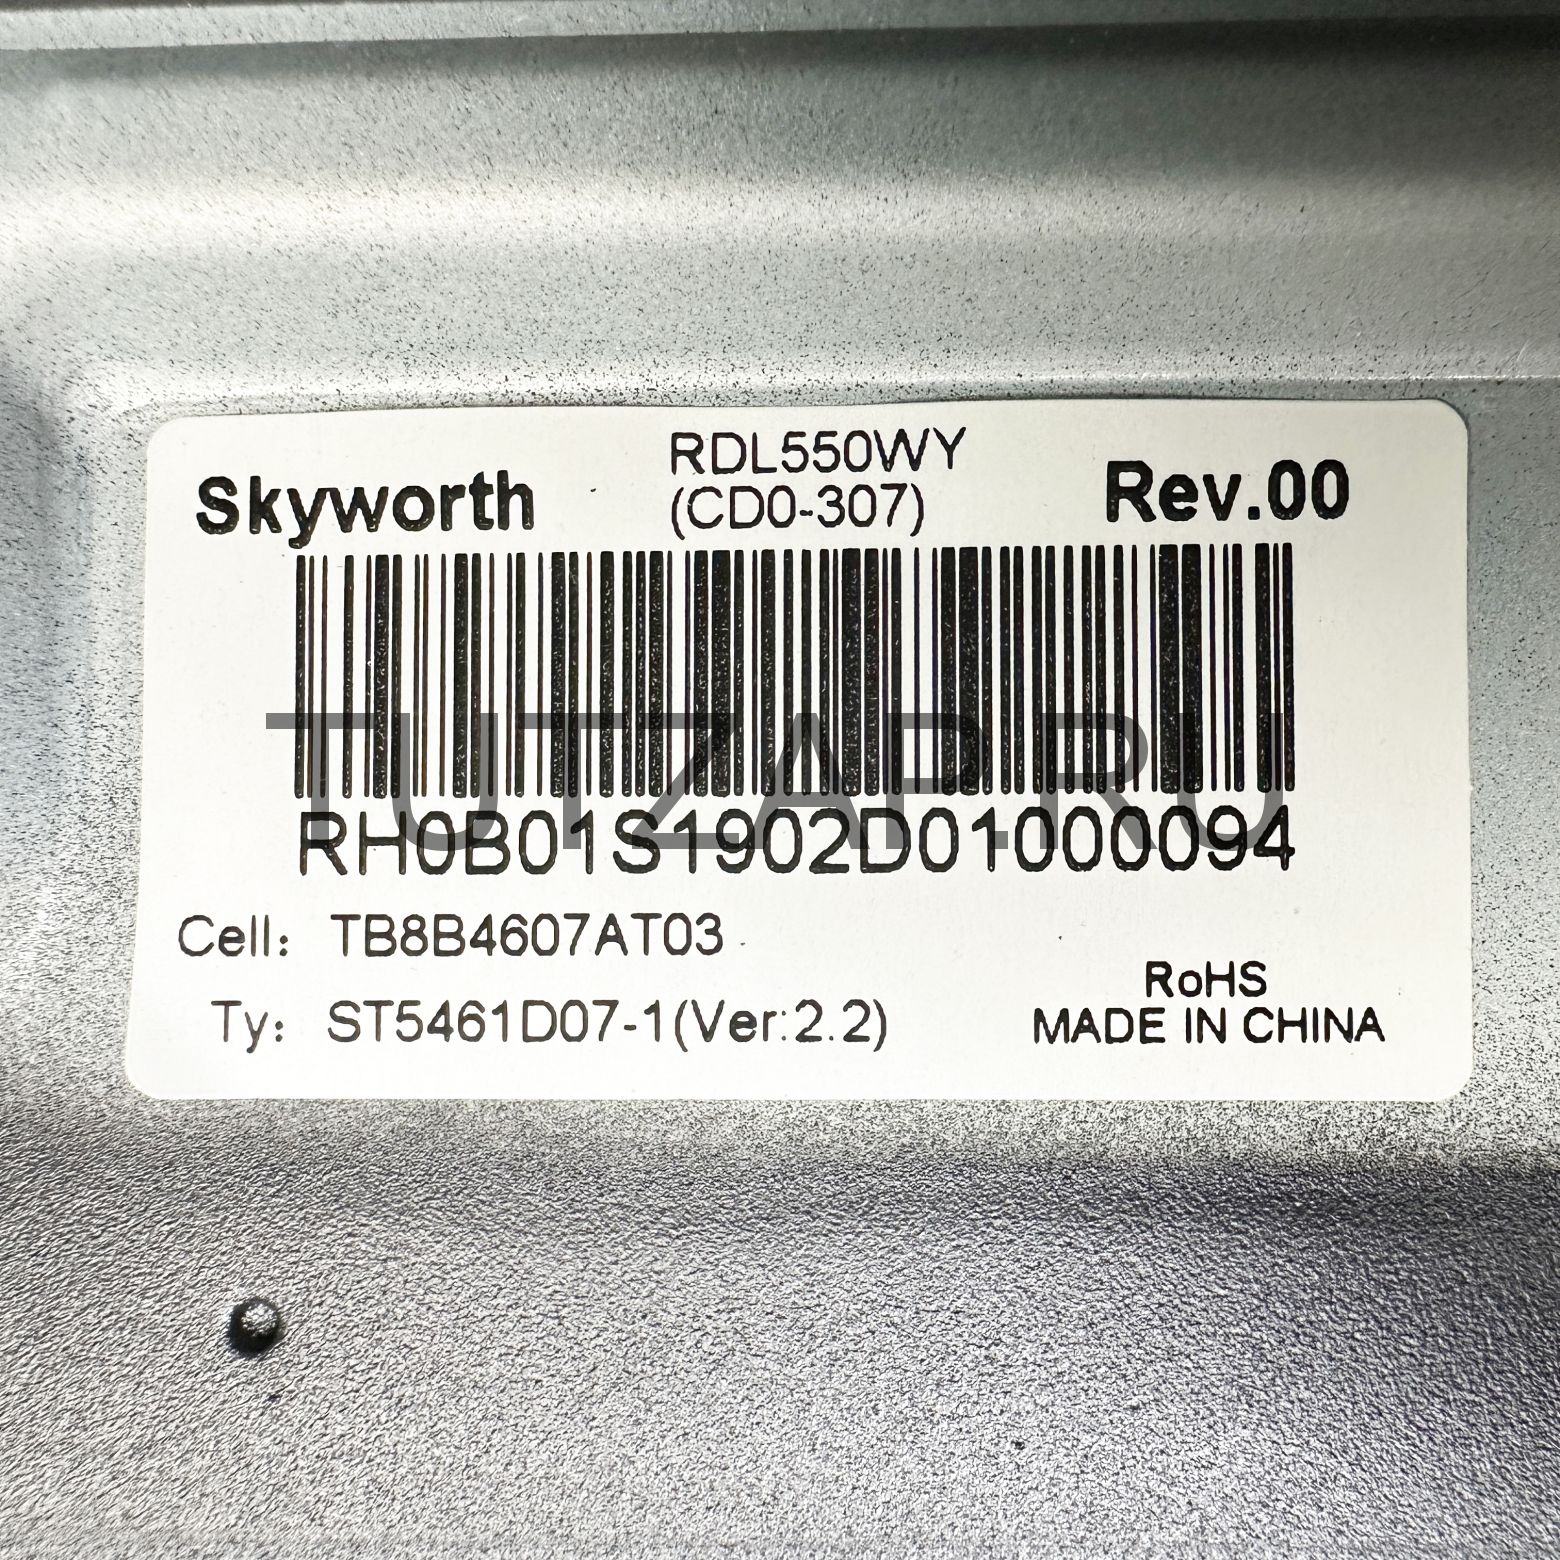 Skyworth
RDL550WY
(CD0-307)
Rev.00
TUTZAP.RU
RH0B01S1902D01000094
Cell: TB8B4607AT03
Ty: ST5461D07-1(Ver:2.2)
RoHS
MADE IN CHINA